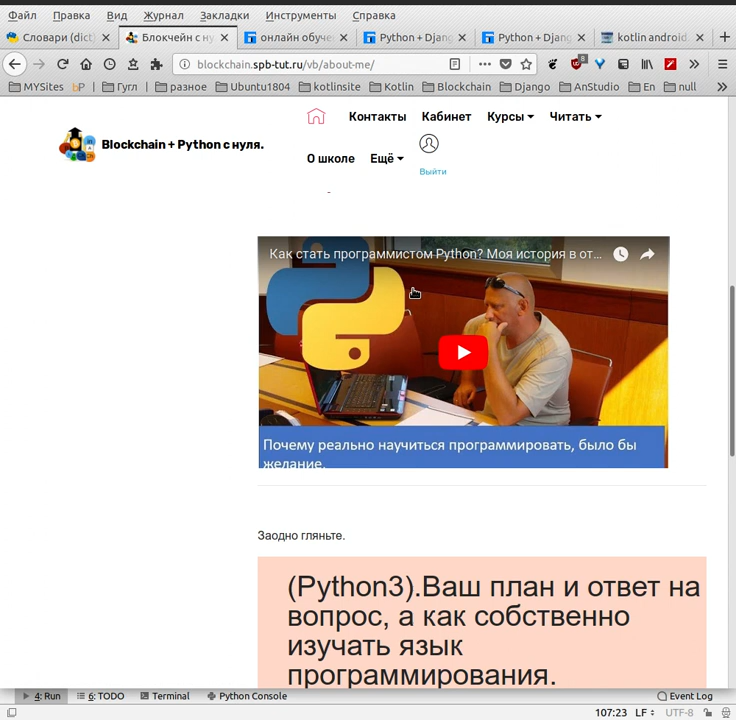 Файл Правка Вид Журнал Закладки Инструменты Справка
Словари (dict) Блокчейн с ну онлайн обуче Python + Djang Python + Djang kotlin android.
blockchain.spb-tut.ru/vb/about-me/
8
MYSites bP Гугл разное Ubuntu1804 kotlinsite Kotlin Blockchain Django AnStudio En null
Контакты Кабинет Курсы Читать
Blockchain + Python с нуля.
О школе Ещё
Выйти
Как стать программистом Python? Моя история в от...
Почему реально научиться программировать, было бы
желание.
Заодно гляньте.
(Python3).Ваш план и ответ на
вопрос, а как собственно
изучать язык
программирования.
4: Run 6: TODO Terminal Python Console Event Log
107:23 LF UTF-8